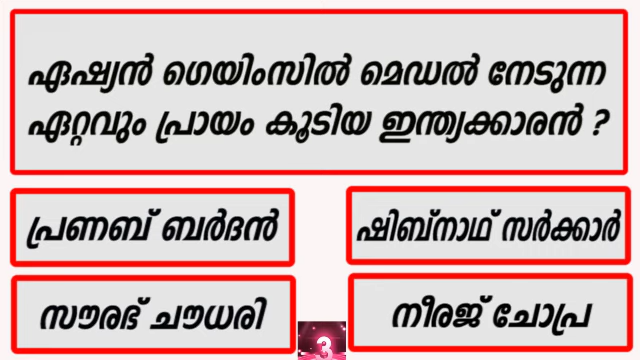 ഏഷ്യൻ ഗെയിംസിൽ മെഡൽ നേടുന്ന
ഏറ്റവും പ്രായം കൂടിയ ഇന്ത്യക്കാരൻ ?
പ്രണബ് ബർദൻ
ഷിബ്നാഥ് സർക്കാർ
സൗരഭ് ചൗധരി
നീരജ് ചോപ്ര
3